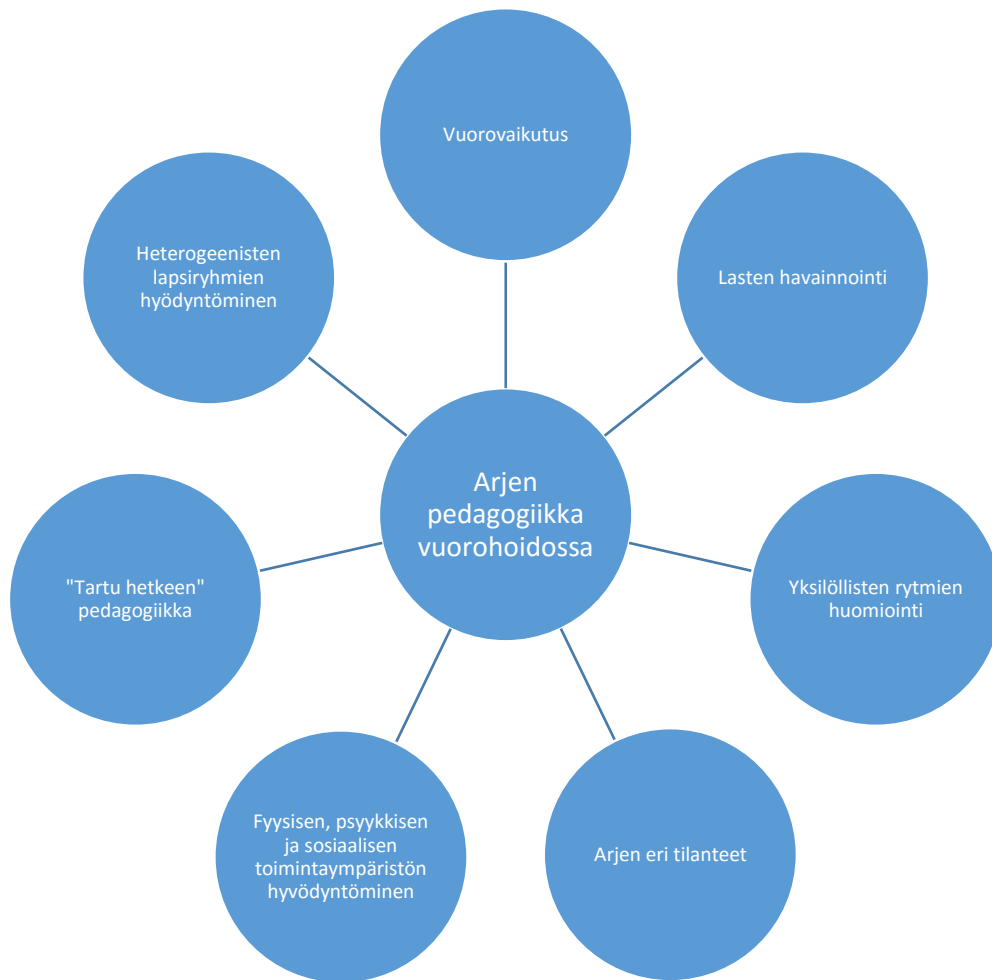 Vuorovaikutus
Heterogeenisten
lapsiryhmien
hyödyntöminen
Lasten havainnointi
Arjen
pedagogiikka
vuorohoidossa
"Tartu hetkeen"
pedagogiikka
Yksilöllisten rytmien
huomiointi
Fyysisen, psyykkisen
ja sosiaalisen
toimintaympäristön
hyvödyntöminen
Arjen eri tilanteet